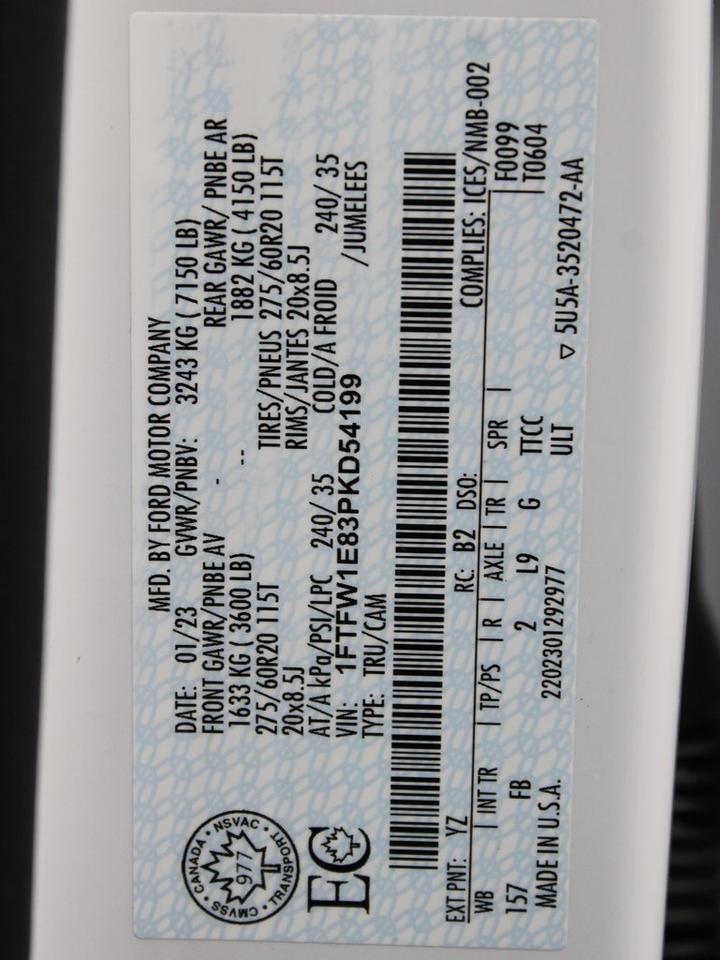 MFD. BY FORD MOTOR COMPANY
DATE: 01/23 GVWR/PNBV: 3243 KG ( 7150 LB)
FRONT GAWR/PNBE AV - REAR GAWR/ PNBE AR
1633 KG ( 3600 LB) -- 1882 KG ( 4150 LB)
275/60R20 115T TIRES/PNEUS 275/60R20 115T
20x8.5J RIMS/JANTES 20x8.5J
AT/A kPa/PSI/LPC 240/ 35 COLD/A FROID 240/ 35
VIN: 1FTFW1E83PKD54199 /JUMELEES
TYPE: TRU/CAM
CMVSS • CANADA • NSVAC • TRANSPORT •
977
EC
EXT PNT: YZ RC: B2 DSO: COMPLIES: ICES/NMB-002
WB | INT TR | TP/PS | R | AXLE | TR | SPR | F0099
157 FB 2 L9 G TTCC T0604
MADE IN U.S.A. 2202301292977 ULT
▽ 5U5A-3520472-AA